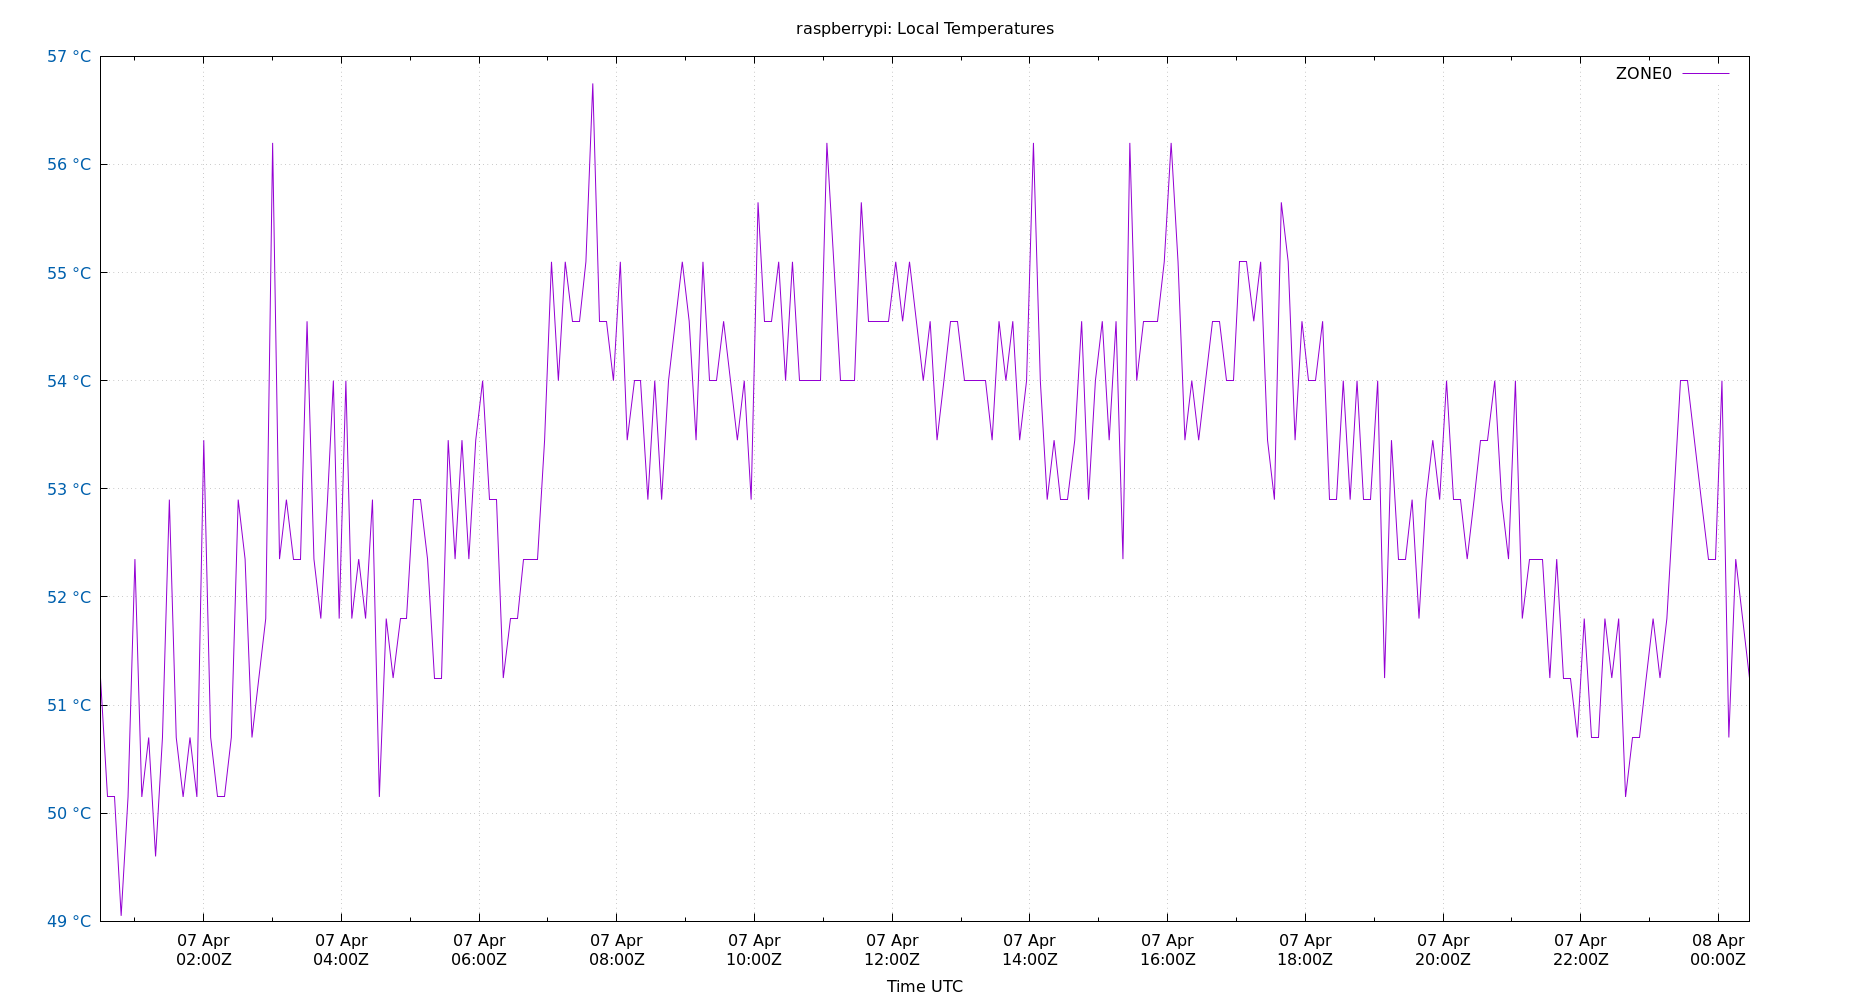 raspberrypi: Local Temperatures
57 °C
ZONE0
56 °C
55 °C
54 °C
53 °C
52 °C
51 °C
50 °C
49 °C
07 Apr 07 Apr 07 Apr 07 Apr 07 Apr 07 Apr 07 Apr 07 Apr 07 Apr 07 Apr 07 Apr 08 Apr
02:00Z 04:00Z 06:00Z 08:00Z 10:00Z 12:00Z 14:00Z 16:00Z 18:00Z 20:00Z 22:00Z 00:00Z
Time UTC